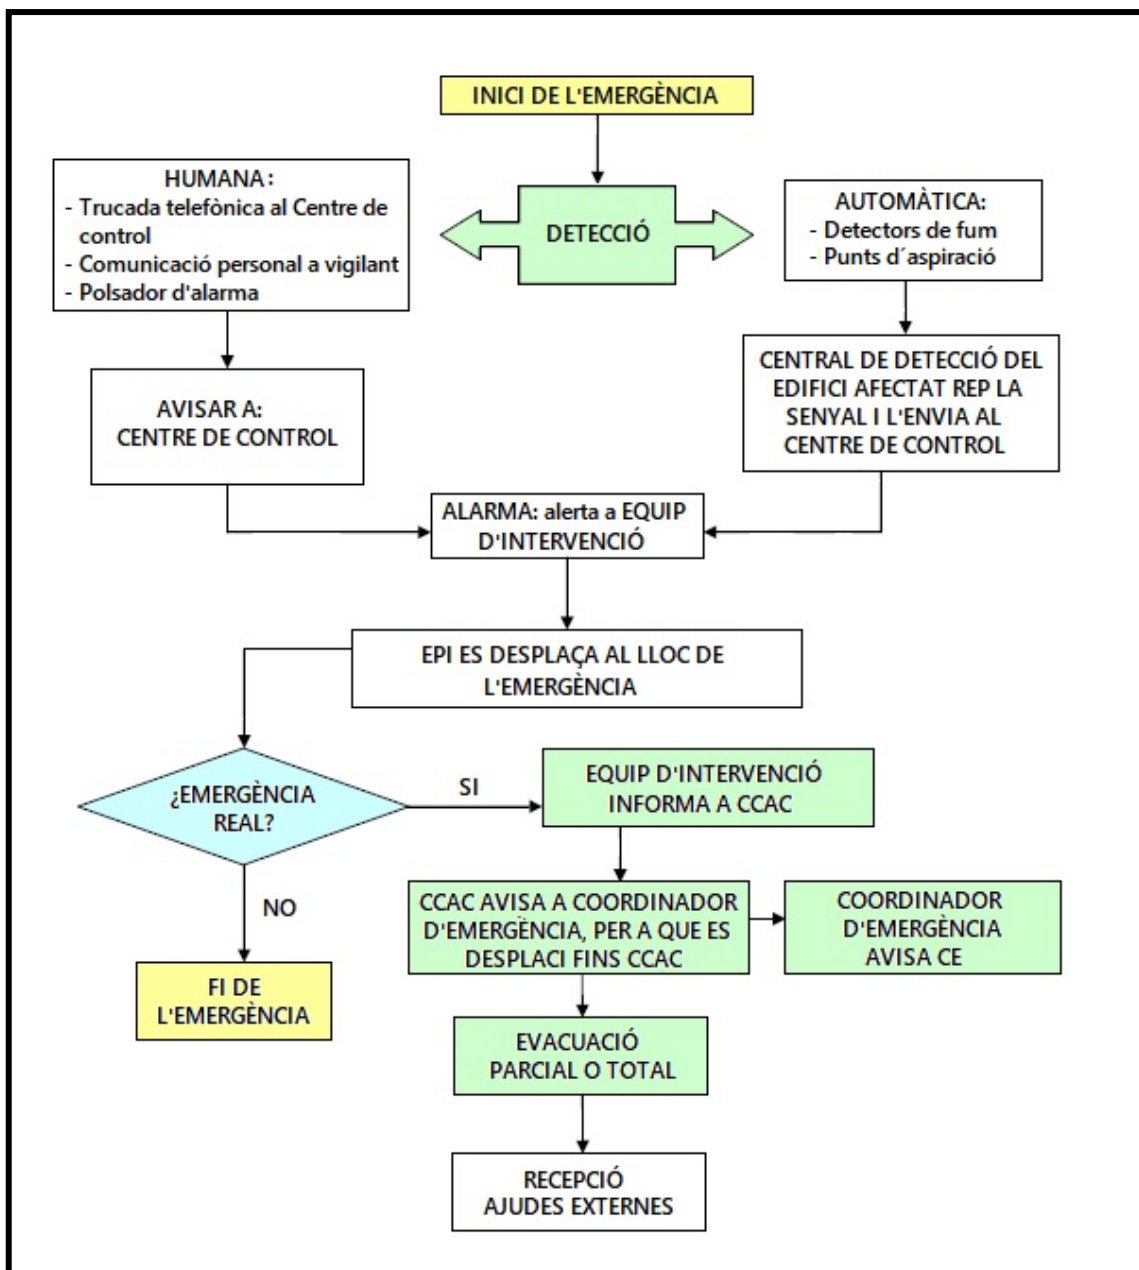 INICI DE L'EMERGÈNCIA
HUMANA:
- Trucada telefònica al Centre de
control
- Comunicació personal a vigilant
- Polsador d'alarma
DETECCIÓ
AUTOMÀTICA:
- Detectors de fum
- Punts d´aspiració
AVISAR A:
CENTRE DE CONTROL
CENTRAL DE DETECCIÓ DEL
EDIFICI AFECTAT REP LA
SENYAL I L'ENVIA AL
CENTRE DE CONTROL
ALARMA: alerta a EQUIP
D'INTERVENCIÓ
EPI ES DESPLAÇA AL LLOC DE
L'EMERGÈNCIA
¿EMERGÈNCIA
REAL?
SI
EQUIP D'INTERVENCIÓ
INFORMA A CCAC
NO
CCAC AVISA A COORDINADOR
D'EMERGÈNCIA, PER A QUE ES
DESPLACI FINS CCAC
COORDINADOR
D'EMERGÈNCIA
AVISA CE
FI DE
L'EMERGÈNCIA
EVACUACIÓ
PARCIAL O TOTAL
RECEPCIÓ
AJUDES EXTERNES